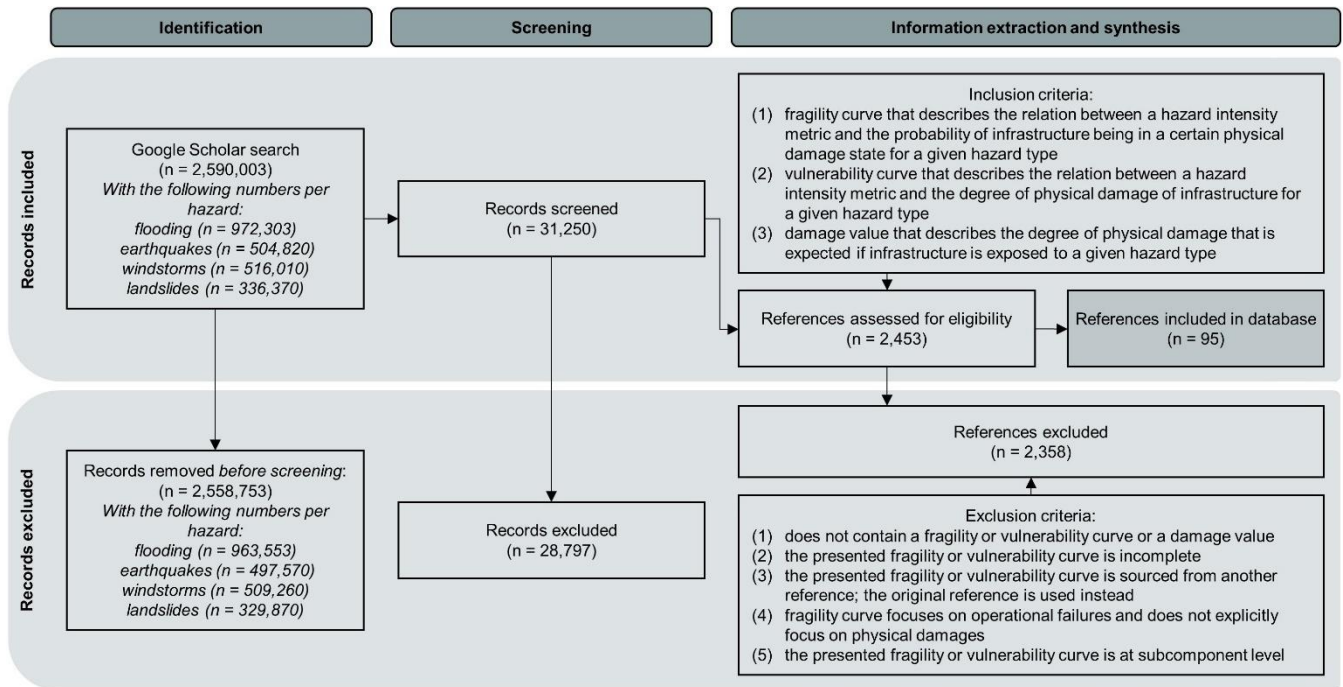 Identification
Screening
Information extraction and synthesis
Records included
Google Scholar search
(n = 2,590,003)
With the following numbers per
hazard:
flooding (n = 972,303)
earthquakes (n = 504,820)
windstorms (n = 516,010)
landslides (n = 336,370)
Records screened
(n = 31,250)
Inclusion criteria:
(1) fragility curve that describes the relation between a hazard intensity
metric and the probability of infrastructure being in a certain physical
damage state for a given hazard type
(2) vulnerability curve that describes the relation between a hazard
intensity metric and the degree of physical damage of infrastructure for
a given hazard type
(3) damage value that describes the degree of physical damage that is
expected if infrastructure is exposed to a given hazard type
References assessed for eligibility
(n = 2,453)
References included in database
(n = 95)
Records excluded
Records removed before screening:
(n = 2,558,753)
With the following numbers per
hazard:
flooding (n = 963,553)
earthquakes (n = 497,570)
windstorms (n = 509,260)
landslides (n = 329,870)
Records excluded
(n = 28,797)
References excluded
(n = 2,358)
Exclusion criteria:
(1) does not contain a fragility or vulnerability curve or a damage value
(2) the presented fragility or vulnerability curve is incomplete
(3) the presented fragility or vulnerability curve is sourced from another
reference; the original reference is used instead
(4) fragility curve focuses on operational failures and does not explicitly
focus on physical damages
(5) the presented fragility or vulnerability curve is at subcomponent level